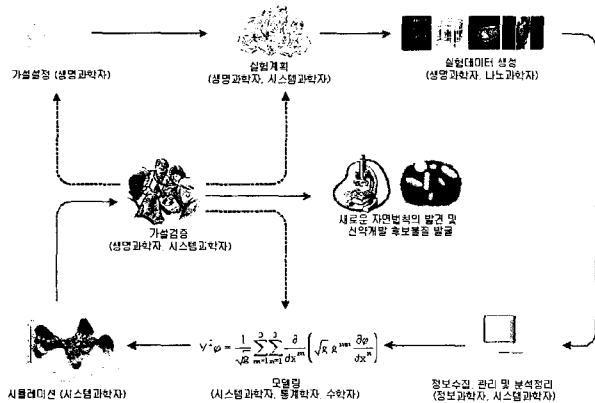 가설설정 (생명과학자)
실험계획
(생명과학자, 시스템과학자)
실험데이터 생성
(생명과학자, 나노과학자)
가설검증
(생명과학자, 시스템과학자)
새로운 자연법칙의 발견 및
신약개발 후보물질 발굴
시뮬레이션 (시스템과학자)
모델링
(시스템과학자, 통계학자, 수학자)
정보수집, 관리 및 분석정리
(정보과학자, 시스템과학자)